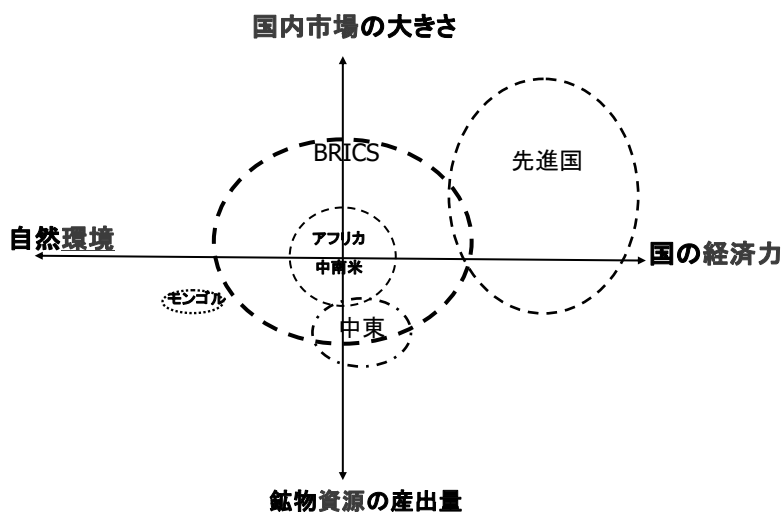 国内市場の大きさ
BRICS
先進国
アフリカ
自然環境
国の経済力
中南米
モンゴル
中東
鉱物資源の産出量